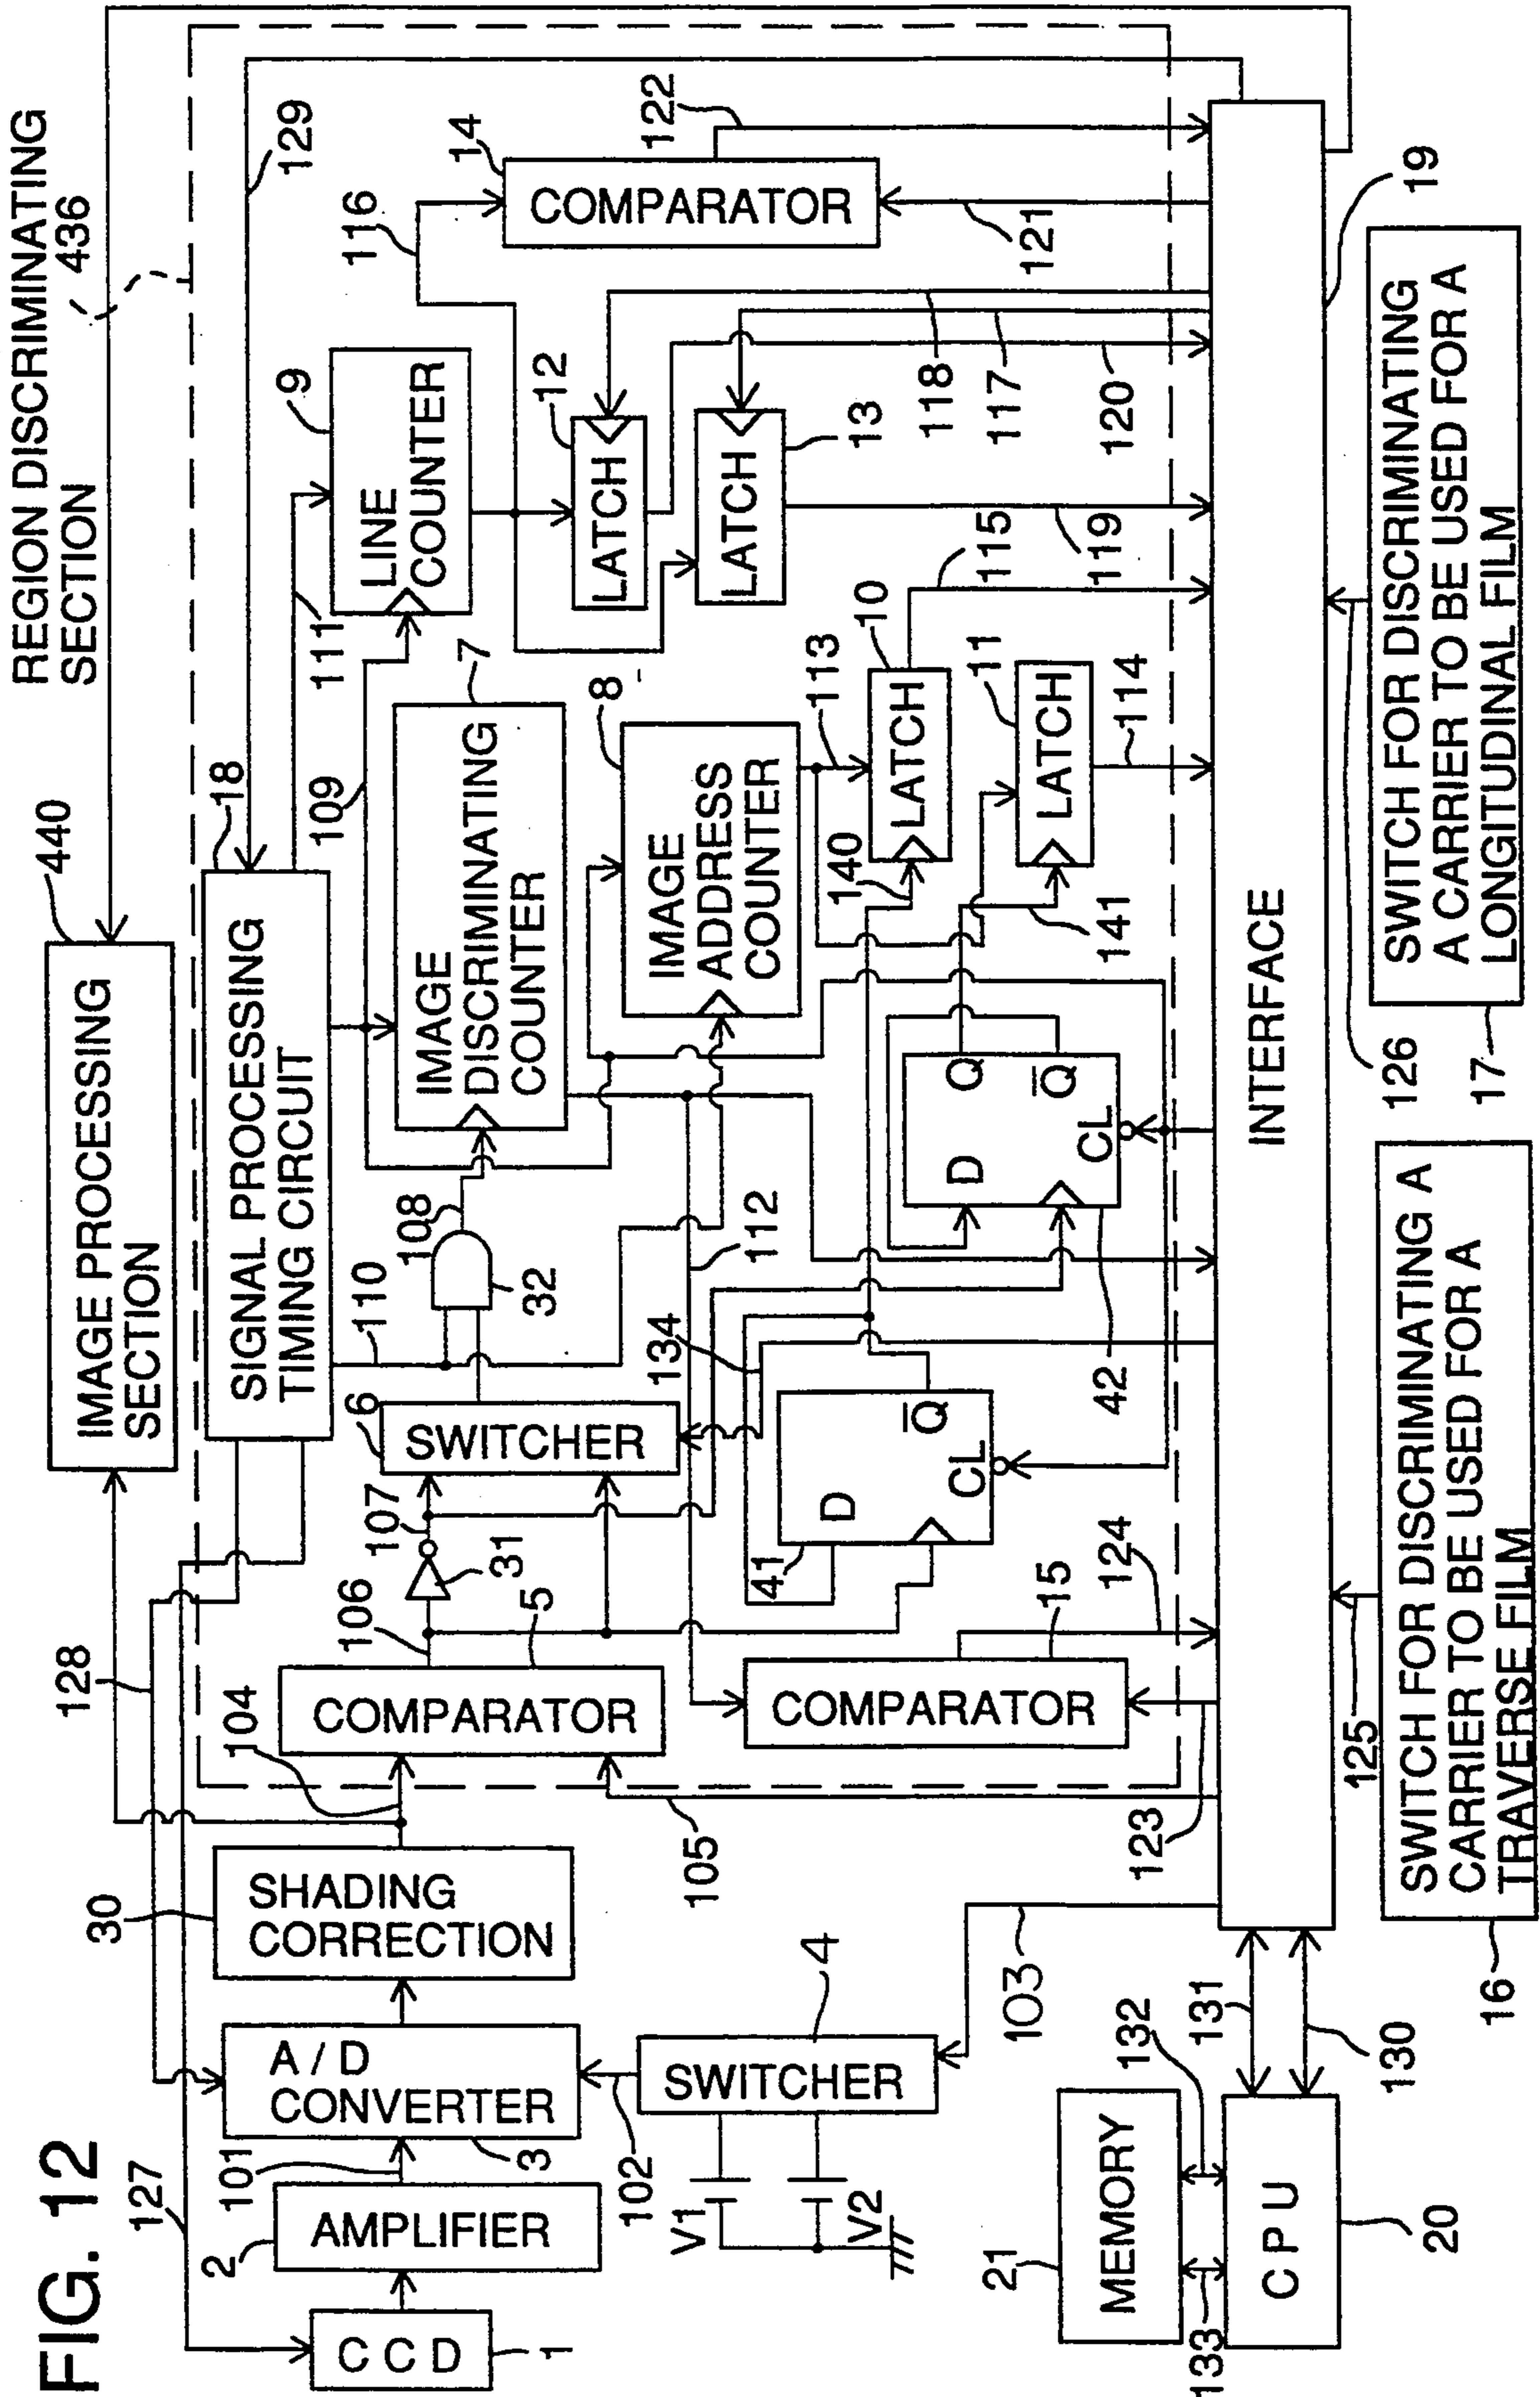 FIG. 12
REGION DISCRIMINATING
SECTION 436
440
IMAGE PROCESSING
SECTION
18
SIGNAL PROCESSING
TIMING CIRCUIT
129
127
128
110
111
109
C C D
1
2
AMPLIFIER
101
A / D
CONVERTER
3
102
SWITCHER
4
V1
V2
103
30
SHADING
CORRECTION
104
105
COMPARATOR
5
106
31
107
6
SWITCHER
134
32
108
IMAGE
DISCRIMINATING
COUNTER
7
112
IMAGE
ADDRESS
COUNTER
8
113
LINE
COUNTER
9
116
COMPARATOR
14
122
121
LATCH
12
LATCH
13
118
117
120
119
LATCH
10
140
115
LATCH
11
141
114
D
Q
Q̅
CL
42
D
Q̅
CL
41
COMPARATOR
15
124
123
INTERFACE
19
MEMORY
21
132
133
C P U
20
131
130
125
SWITCH FOR DISCRIMINATING A
CARRIER TO BE USED FOR A
TRAVERSE FILM
16
126
SWITCH FOR DISCRIMINATING
A CARRIER TO BE USED FOR A
LONGITUDINAL FILM
17